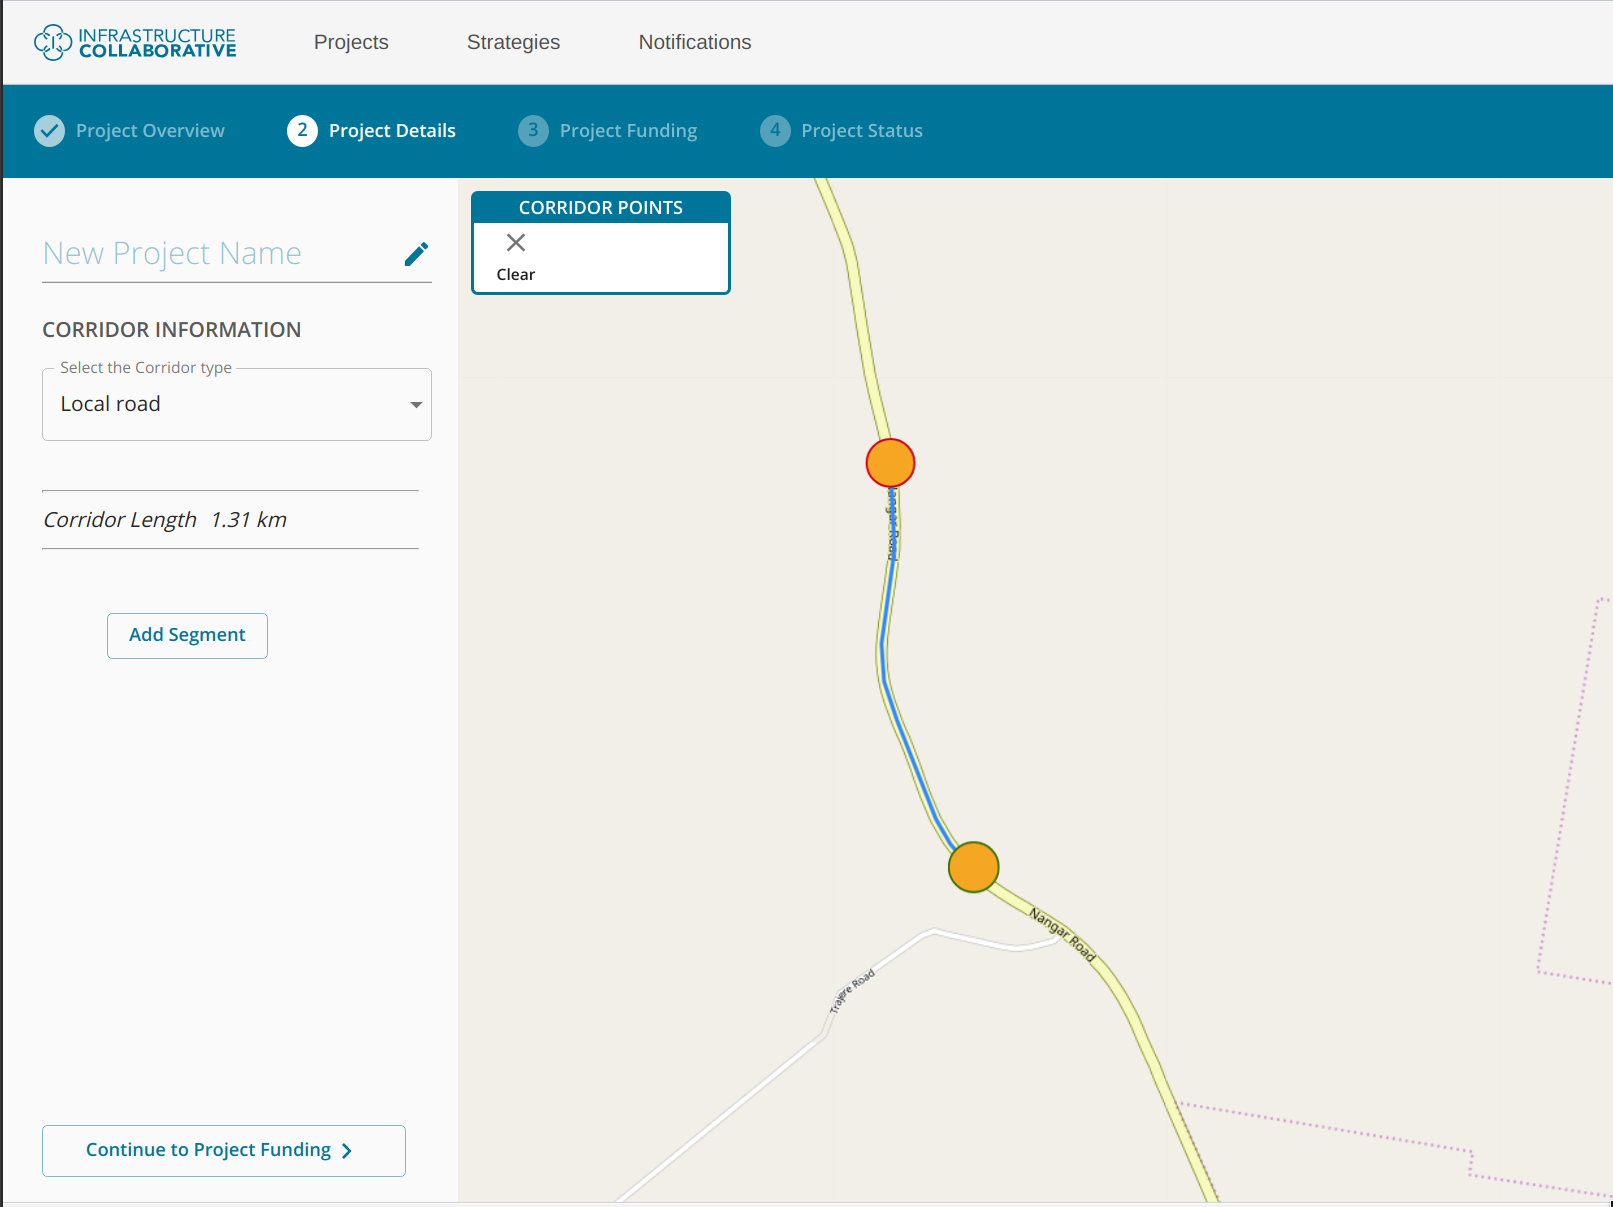 INFRASTRUCTURE
COLLABORATIVE
Projects
Strategies
Notifications
Project Overview
2 Project Details
3 Project Funding
4 Project Status
New Project Name
CORRIDOR INFORMATION
Select the Corridor type
Local road
Corridor Length 1.31 km
Add Segment
Continue to Project Funding
CORRIDOR POINTS
Clear
Road
Nangar Road
Trajere Road